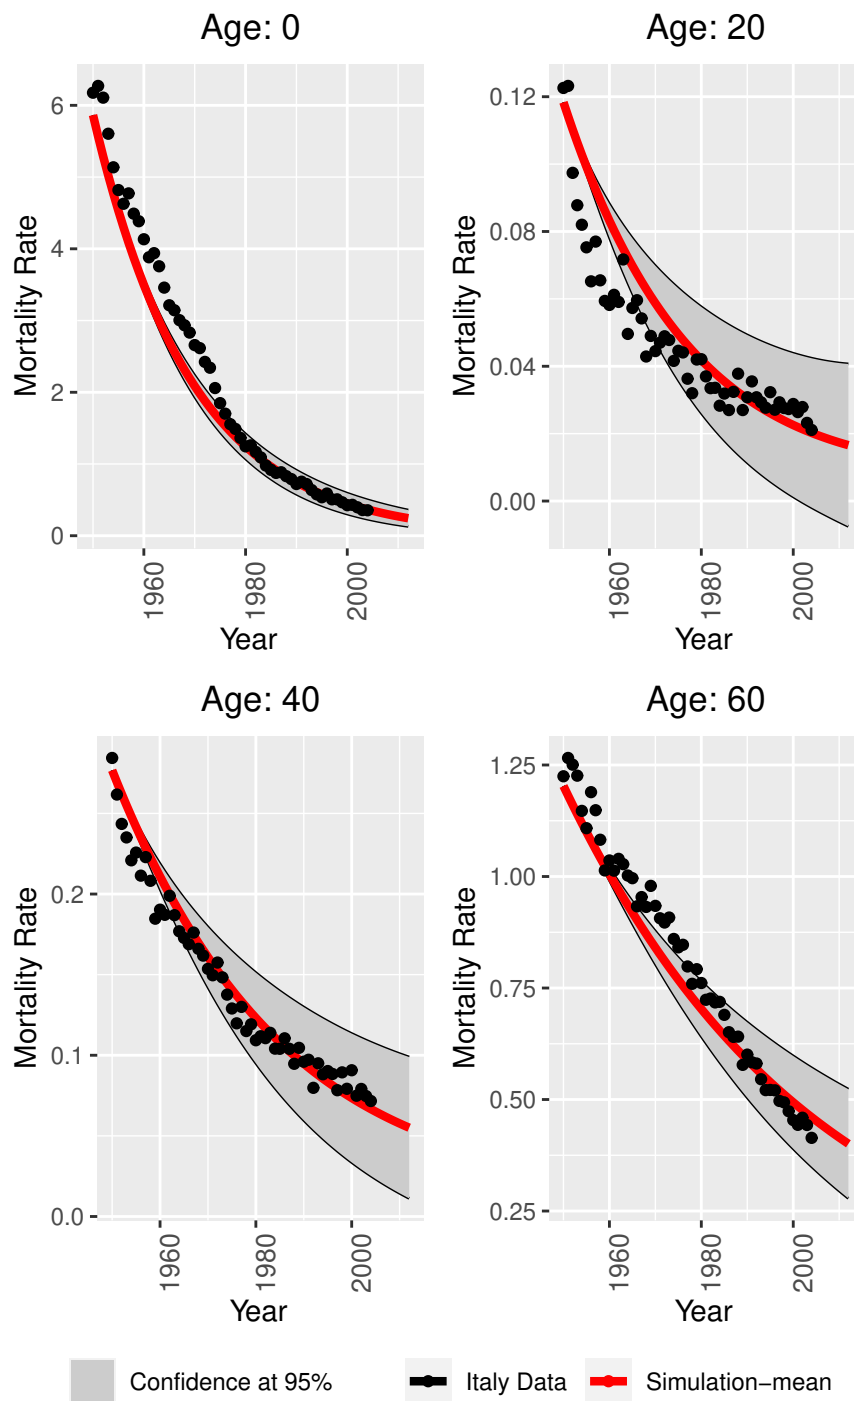 Age: 0
Mortality Rate
6
4
2
0
1960
1980
2000
Year
Age: 20
Mortality Rate
0.12
0.08
0.04
0.00
1960
1980
2000
Year
Age: 40
Mortality Rate
0.2
0.1
0.0
1960
1980
2000
Year
Age: 60
Mortality Rate
1.25
1.00
0.75
0.50
0.25
1960
1980
2000
Year
Confidence at 95%
Italy Data
Simulation−mean